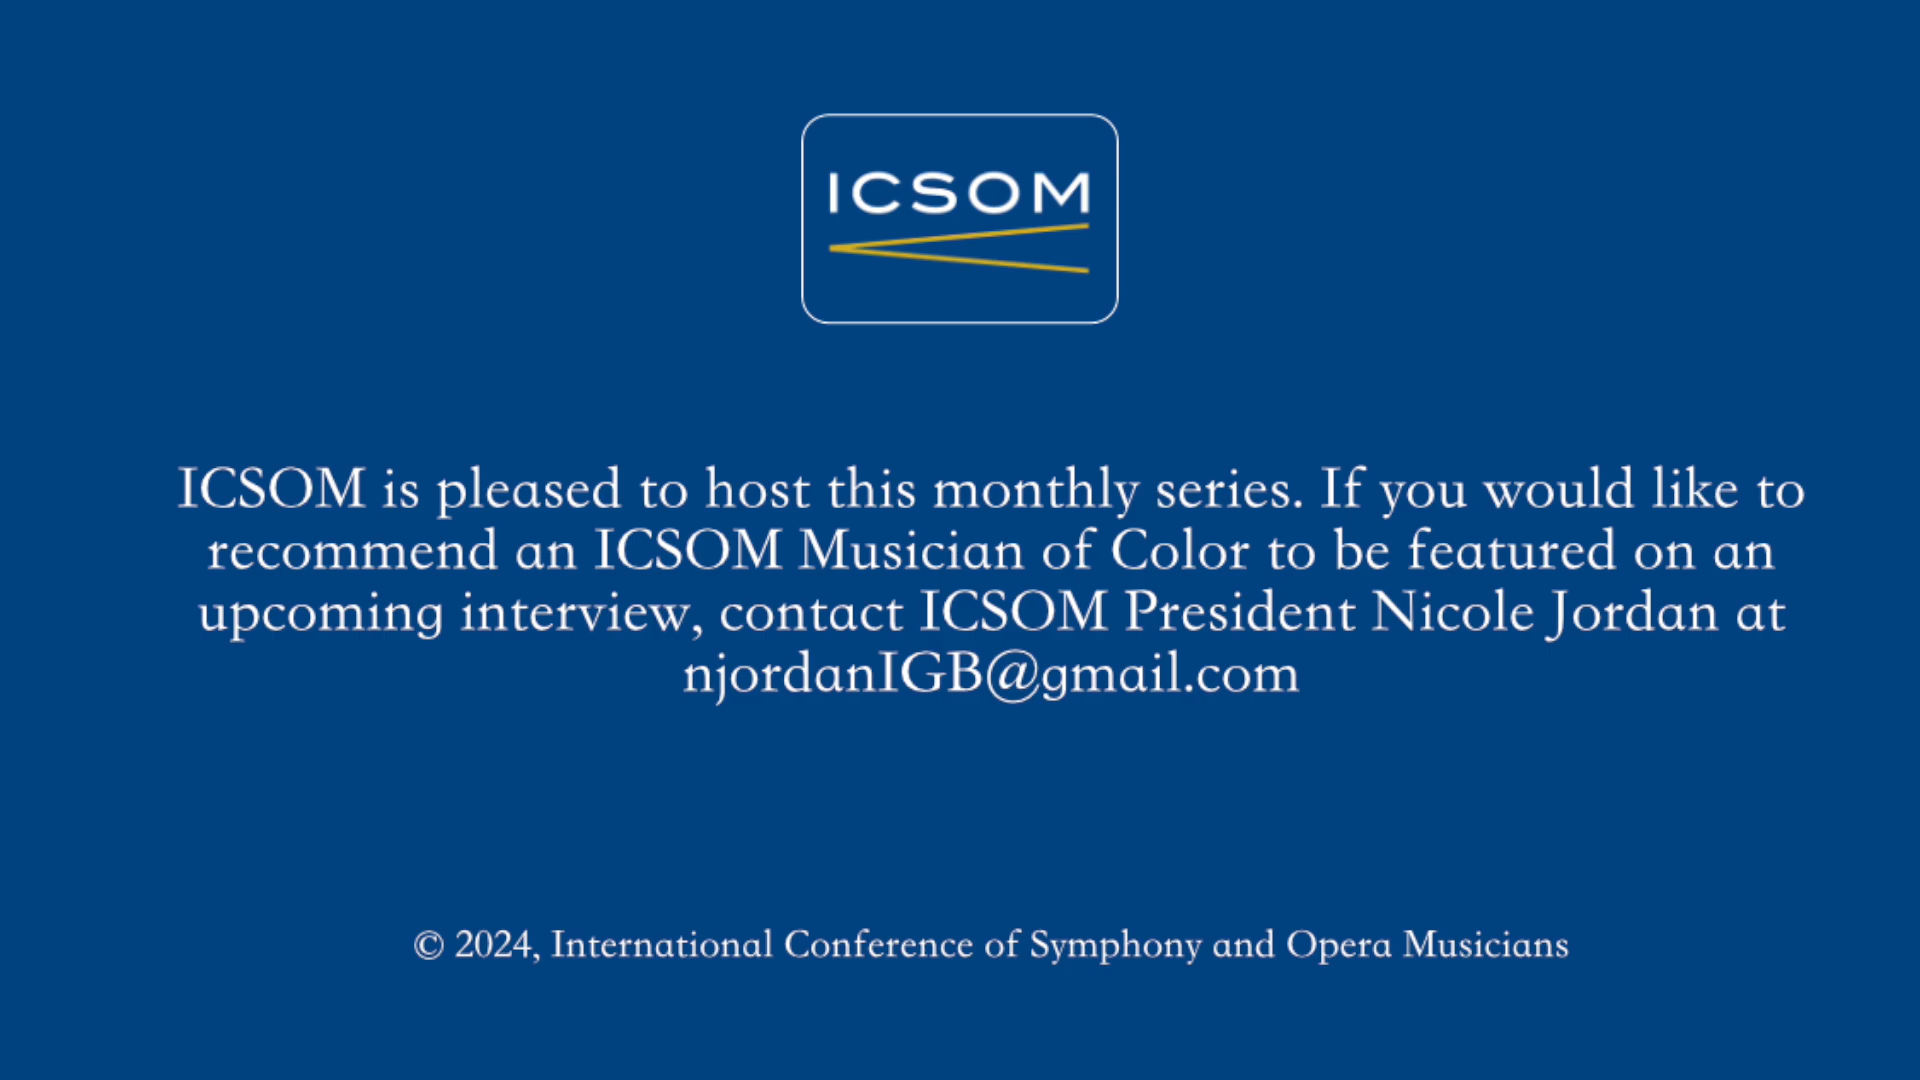 ICSOM
ICSOM is pleased to host this monthly series. If you would like to
recommend an ICSOM Musician of Color to be featured on an
upcoming interview, contact ICSOM President Nicole Jordan at
njordanIGB@gmail.com
© 2024, International Conference of Symphony and Opera Musicians